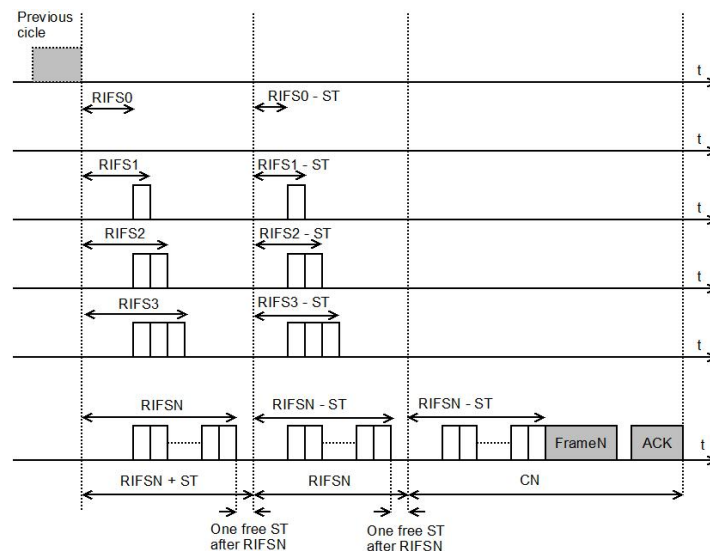 Previous
cicle
t
RIFS0
RIFS0 - ST
t
RIFS1
RIFS1 - ST
t
RIFS2
RIFS2 - ST
t
RIFS3
RIFS3 - ST
t
RIFSN
RIFSN - ST
RIFSN - ST
FrameN
ACK
t
RIFSN + ST
RIFSN
CN
One free ST
after RIFSN
One free ST
after RIFSN